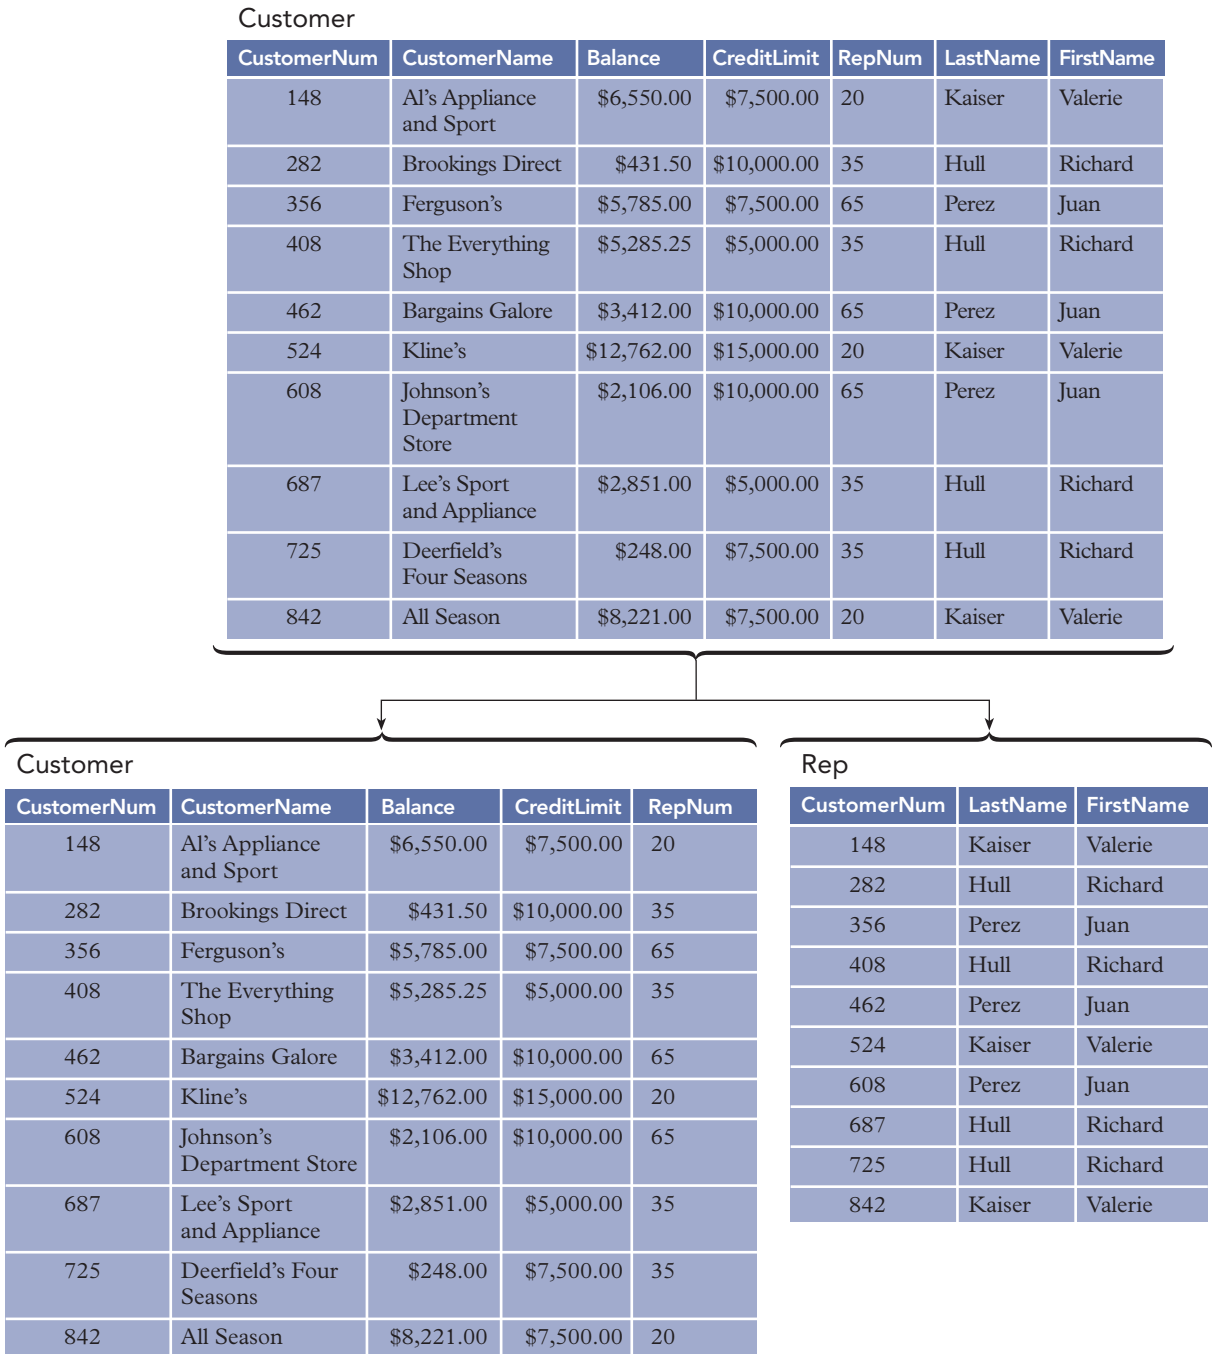 Customer
CustomerNum CustomerName Balance CreditLimit RepNum LastName FirstName
148 Al’s Appliance $6,550.00 $7,500.00 20 Kaiser Valerie
and Sport
282 Brookings Direct $431.50 $10,000.00 35 Hull Richard
356 Ferguson’s $5,785.00 $7,500.00 65 Perez Juan
408 The Everything $5,285.25 $5,000.00 35 Hull Richard
Shop
462 Bargains Galore $3,412.00 $10,000.00 65 Perez Juan
524 Kline’s $12,762.00 $15,000.00 20 Kaiser Valerie
608 Johnson’s $2,106.00 $10,000.00 65 Perez Juan
Department
Store
687 Lee’s Sport $2,851.00 $5,000.00 35 Hull Richard
and Appliance
725 Deerfield’s $248.00 $7,500.00 35 Hull Richard
Four Seasons
842 All Season $8,221.00 $7,500.00 20 Kaiser Valerie
Customer
CustomerNum CustomerName Balance CreditLimit RepNum
148 Al’s Appliance $6,550.00 $7,500.00 20
and Sport
282 Brookings Direct $431.50 $10,000.00 35
356 Ferguson’s $5,785.00 $7,500.00 65
408 The Everything $5,285.25 $5,000.00 35
Shop
462 Bargains Galore $3,412.00 $10,000.00 65
524 Kline’s $12,762.00 $15,000.00 20
608 Johnson’s $2,106.00 $10,000.00 65
Department Store
687 Lee’s Sport $2,851.00 $5,000.00 35
and Appliance
725 Deerfield’s Four $248.00 $7,500.00 35
Seasons
842 All Season $8,221.00 $7,500.00 20
Rep
CustomerNum LastName FirstName
148 Kaiser Valerie
282 Hull Richard
356 Perez Juan
408 Hull Richard
462 Perez Juan
524 Kaiser Valerie
608 Perez Juan
687 Hull Richard
725 Hull Richard
842 Kaiser Valerie